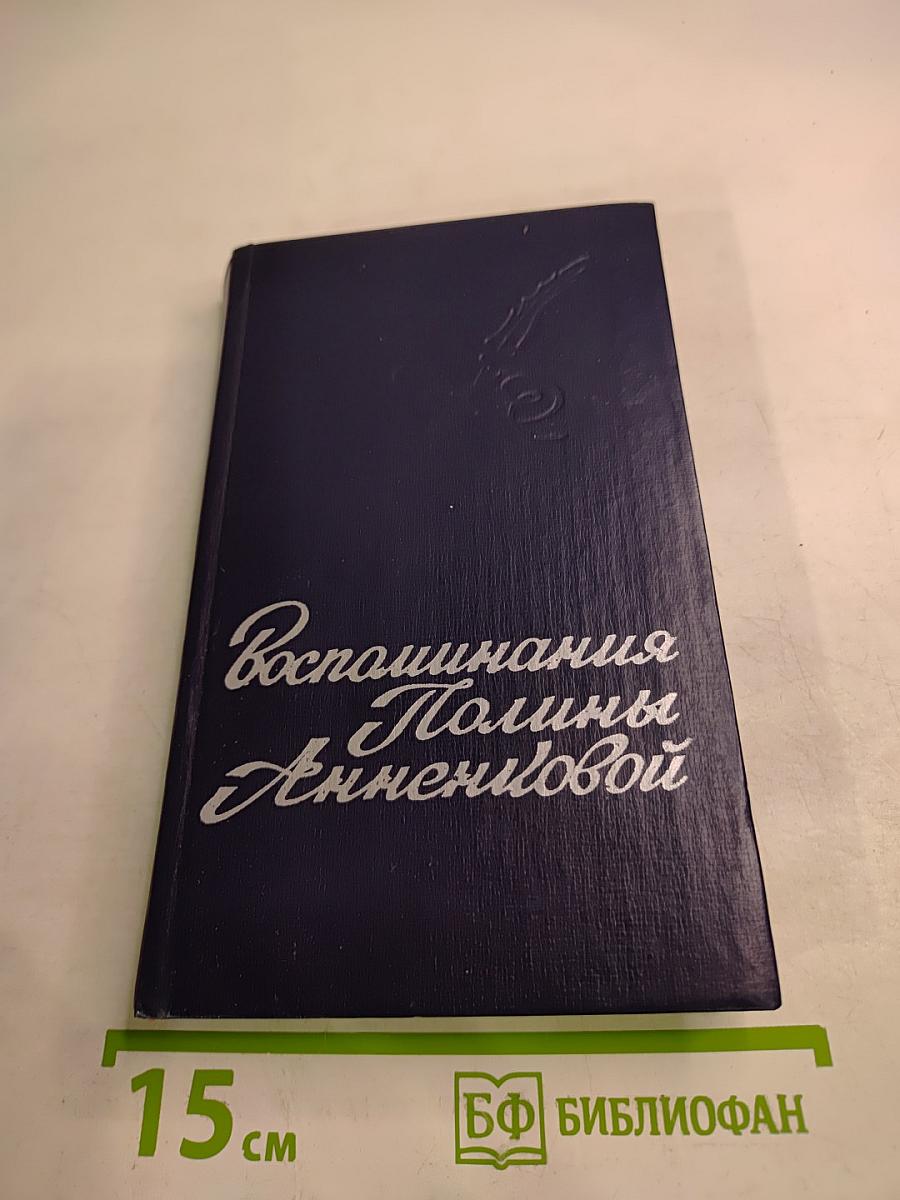 Воспоминания
Полины
Анненковой
15 см
БФ БИБЛИОФАН